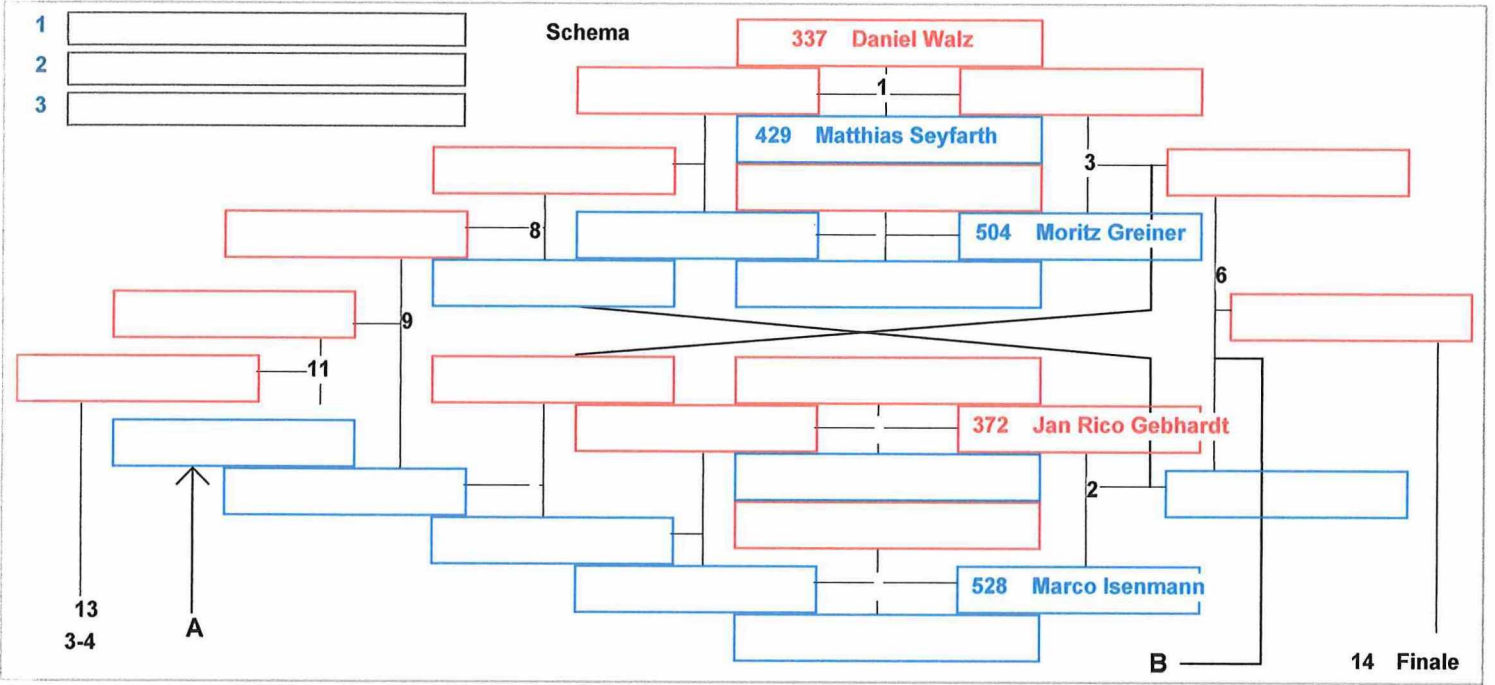 1
2
3
Schema
337 Daniel Walz
1
429 Matthias Seyfarth
3
8
504 Moritz Greiner
6
9
11
372 Jan Rico Gebhardt
2
528 Marco Isenmann
13
3-4
A
B
14 Finale